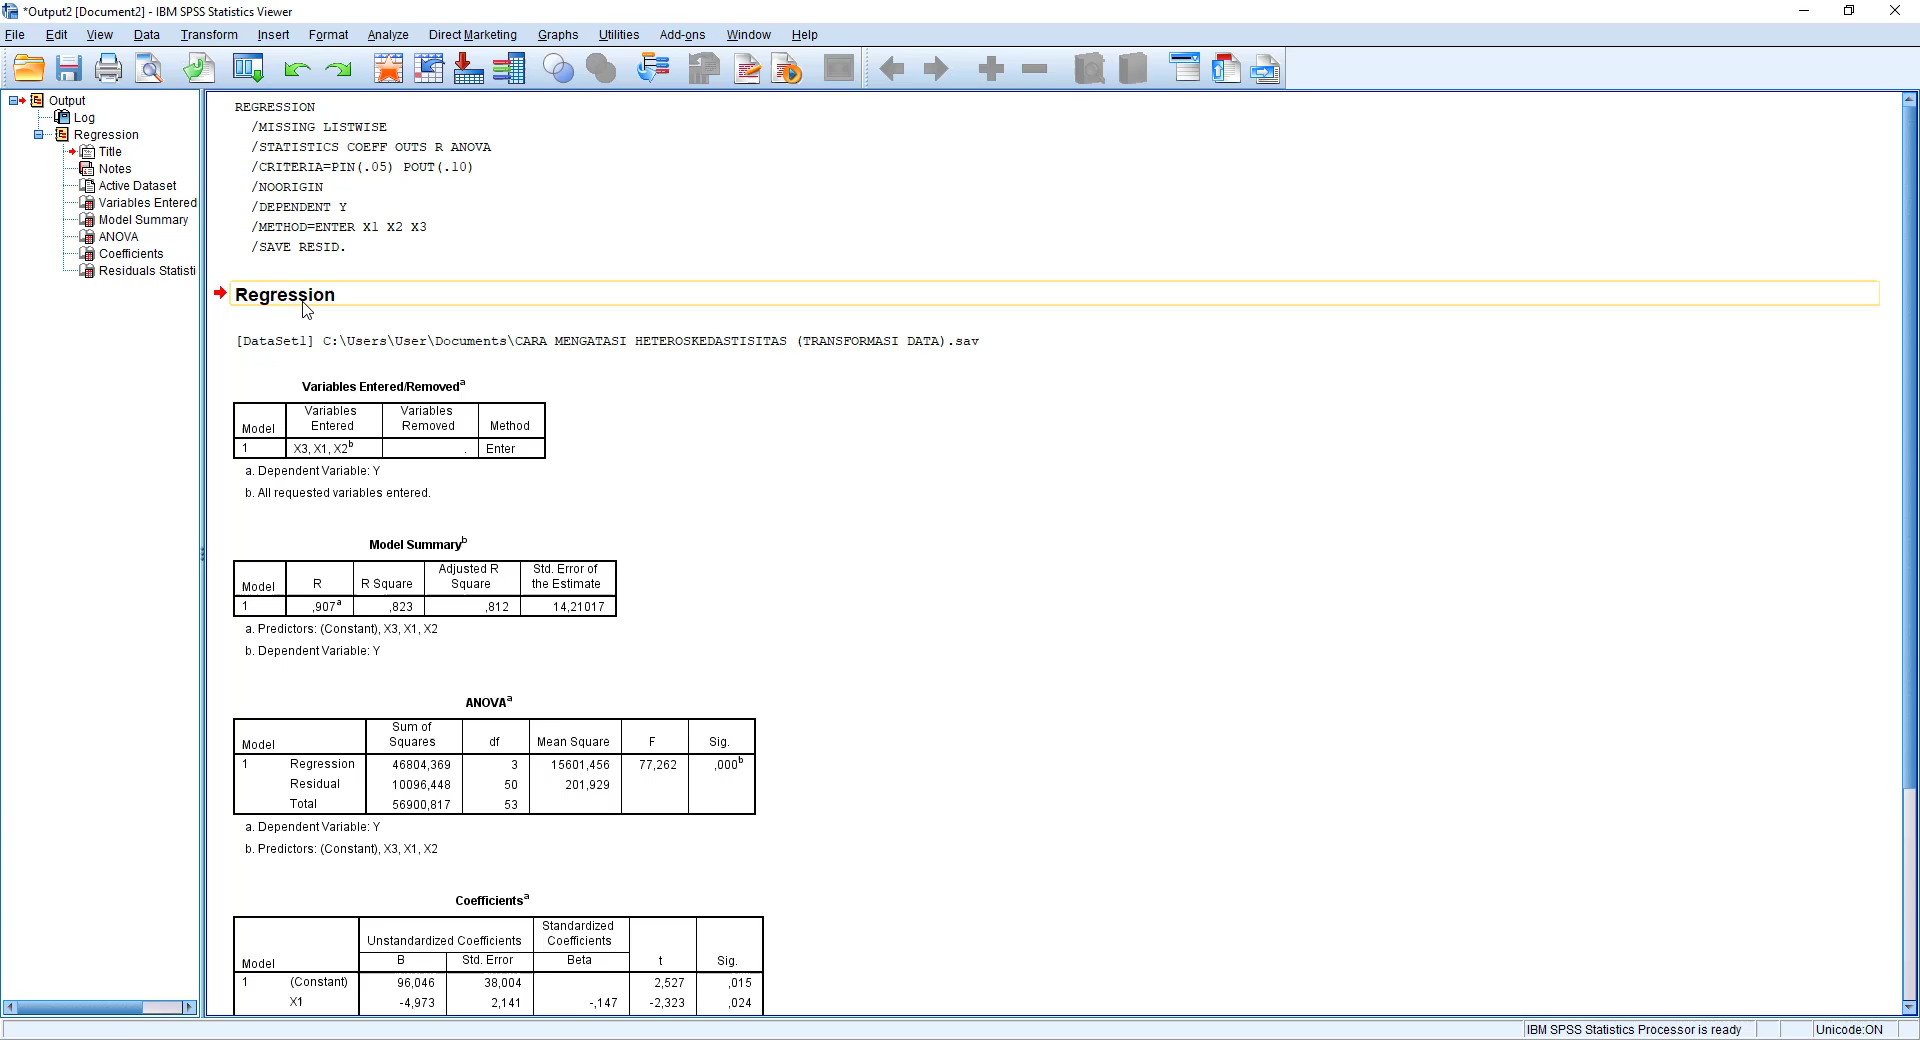 *Output2 [Document2] - IBM SPSS Statistics Viewer
File Edit View Data Transform Insert Format Analyze Direct Marketing Graphs Utilities Add-ons Window Help
Output
Log
Regression
Title
Notes
Active Dataset
Variables Entered
Model Summary
ANOVA
Coefficients
Residuals Statisti
REGRESSION
/MISSING LISTWISE
/STATISTICS COEFF OUTS R ANOVA
/CRITERIA=PIN(.05) POUT(.10)
/NOORIGIN
/DEPENDENT Y
/METHOD=ENTER X1 X2 X3
/SAVE RESID.
Regression
[DataSet1] C:\Users\User\Documents\CARA MENGATASI HETEROSKEDASTISITAS (TRANSFORMASI DATA).sav
Variables Entered/Removedᵃ
Model Variables Entered Variables Removed Method
1 X3, X1, X2ᵇ . Enter
a. Dependent Variable: Y
b. All requested variables entered.
Model Summaryᵇ
Model R R Square Adjusted R Square Std. Error of the Estimate
1 ,907ᵃ ,823 ,812 14,21017
a. Predictors: (Constant), X3, X1, X2
b. Dependent Variable: Y
ANOVAᵃ
Model Sum of Squares df Mean Square F Sig.
1 Regression 46804,369 3 15601,456 77,262 ,000ᵇ
Residual 10096,448 50 201,929
Total 56900,817 53
a. Dependent Variable: Y
b. Predictors: (Constant), X3, X1, X2
Coefficientsᵃ
Unstandardized Coefficients Standardized Coefficients
Model B Std. Error Beta t Sig.
1 (Constant) 96,046 38,004 2,527 ,015
X1 -4,973 2,141 -,147 -2,323 ,024
IBM SPSS Statistics Processor is ready Unicode:ON